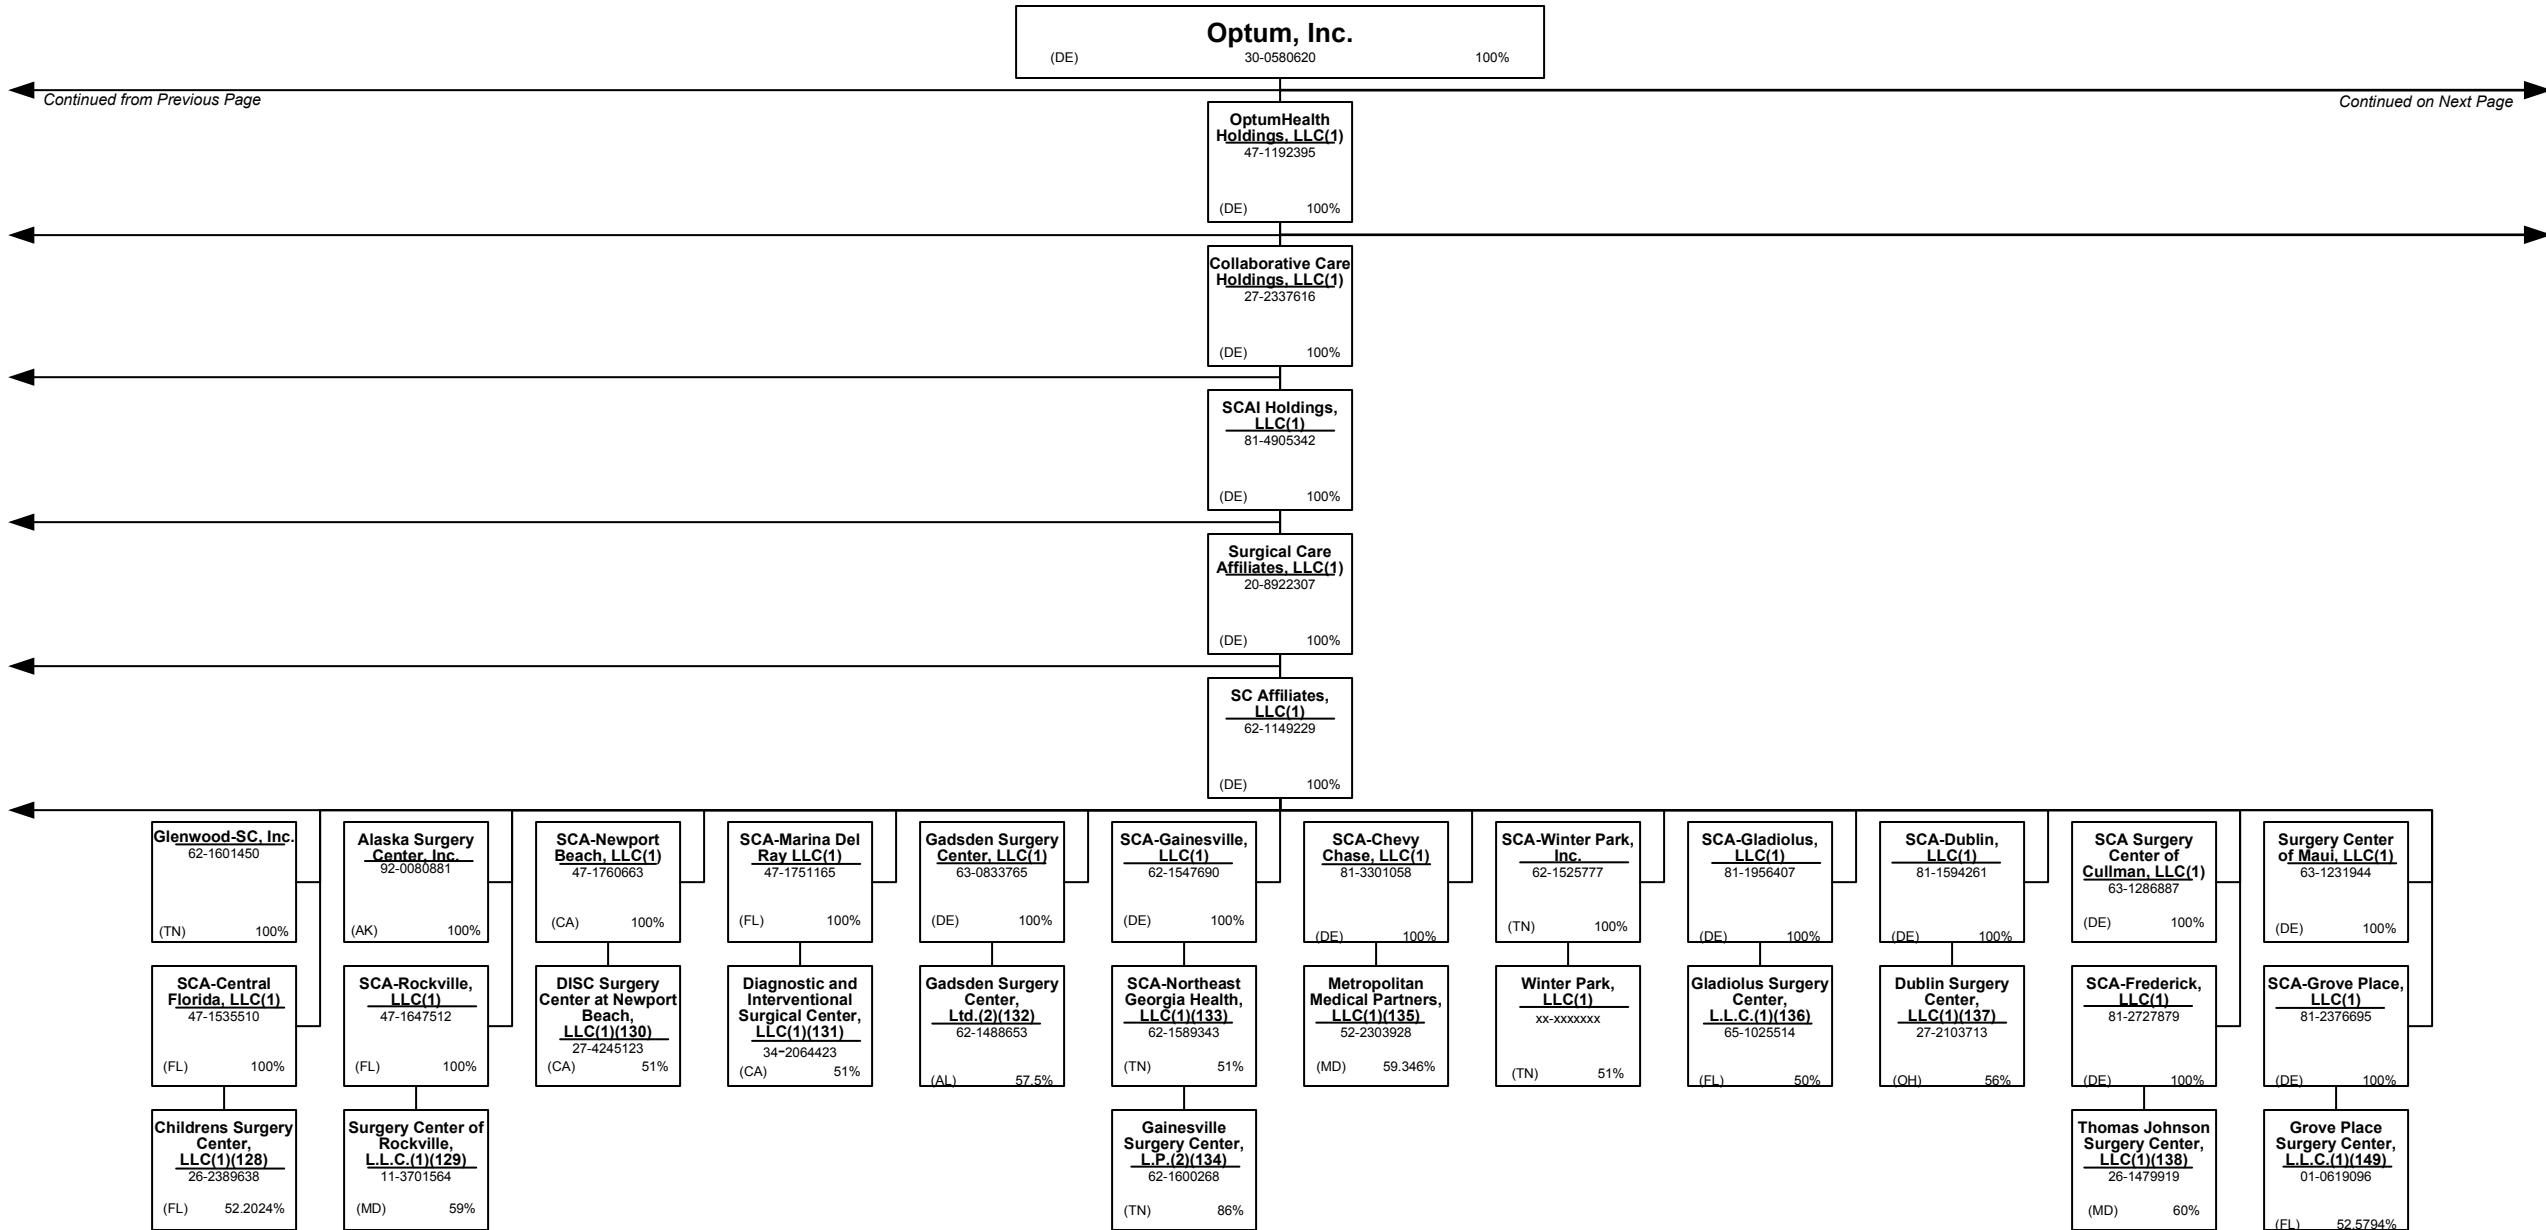 Optum, Inc.
(DE) 30-0580620 100%
Continued from Previous Page
Continued on Next Page
OptumHealth
Holdings, LLC(1)
47-1192395
(DE) 100%
Collaborative Care
Holdings, LLC(1)
27-2337616
(DE) 100%
SCAI Holdings,
LLC(1)
81-4905342
(DE) 100%
Surgical Care
Affiliates, LLC(1)
20-8922307
(DE) 100%
SC Affiliates,
LLC(1)
62-1149229
(DE) 100%
Glenwood-SC, Inc.
62-1601450
(TN) 100%
Alaska Surgery
Center, Inc.
92-0080881
(AK) 100%
SCA-Newport
Beach, LLC(1)
47-1760663
(CA) 100%
SCA-Marina Del
Ray LLC(1)
47-1751165
(FL) 100%
Gadsden Surgery
Center, LLC(1)
63-0833765
(DE) 100%
SCA-Gainesville,
LLC(1)
62-1547690
(DE) 100%
SCA-Chevy
Chase, LLC(1)
81-3301058
(DE) 100%
SCA-Winter Park,
Inc.
62-1525777
(TN) 100%
SCA-Gladiolus,
LLC(1)
81-1956407
(DE) 100%
SCA-Dublin,
LLC(1)
81-1594261
(DE) 100%
SCA Surgery
Center of
Cullman, LLC(1)
63-1286887
(DE) 100%
Surgery Center
of Maui, LLC(1)
63-1231944
(DE) 100%
SCA-Central
Florida, LLC(1)
47-1535510
(FL) 100%
SCA-Rockville,
LLC(1)
47-1647512
(FL) 100%
DISC Surgery
Center at Newport
Beach,
LLC(1)(130)
27-4245123
(CA) 51%
Diagnostic and
Interventional
Surgical Center,
LLC(1)(131)
34-2064423
(CA) 51%
Gadsden Surgery
Center,
Ltd.(2)(132)
62-1488653
(AL) 57.5%
SCA-Northeast
Georgia Health,
LLC(1)(133)
62-1589343
(TN) 51%
Metropolitan
Medical Partners,
LLC(1)(135)
52-2303928
(MD) 59.346%
Winter Park,
LLC(1)
xx-xxxxxxx
(TN) 51%
Gladiolus Surgery
Center,
L.L.C.(1)(136)
65-1025514
(FL) 50%
Dublin Surgery
Center,
LLC(1)(137)
27-2103713
(OH) 56%
SCA-Frederick,
LLC(1)
81-2727879
(DE) 100%
SCA-Grove Place,
LLC(1)
81-2376695
(DE) 100%
Childrens Surgery
Center,
LLC(1)(128)
26-2389638
(FL) 52.2024%
Surgery Center of
Rockville,
L.L.C.(1)(129)
11-3701564
(MD) 59%
Gainesville
Surgery Center,
L.P.(2)(134)
62-1600268
(TN) 86%
Thomas Johnson
Surgery Center,
LLC(1)(138)
26-1479919
(MD) 60%
Grove Place
Surgery Center,
L.L.C.(1)(149)
01-0619096
(FL) 52.5794%